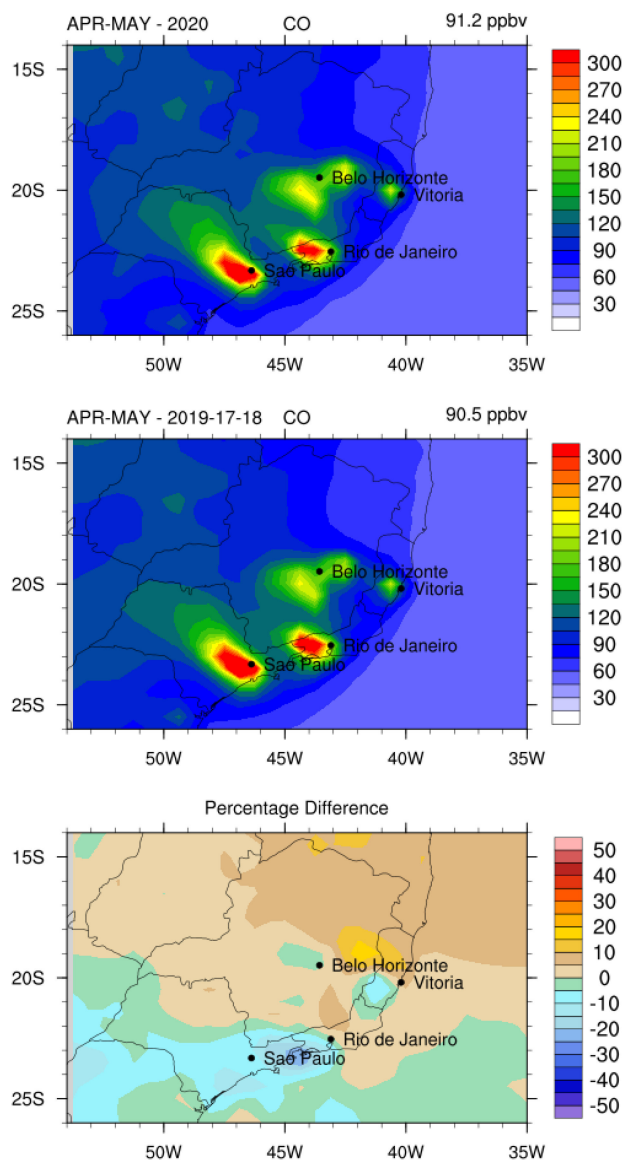 APR-MAY - 2020 CO 91.2 ppbv
15S
20S
25S
Belo Horizonte
Vitoria
Rio de Janeiro
Sao Paulo
50W 45W 40W 35W
300
270
240
210
180
150
120
90
60
30
APR-MAY - 2019-17-18 CO 90.5 ppbv
15S
20S
25S
Belo Horizonte
Vitoria
Rio de Janeiro
Sao Paulo
50W 45W 40W 35W
300
270
240
210
180
150
120
90
60
30
Percentage Difference
15S
20S
25S
Belo Horizonte
Vitoria
Rio de Janeiro
Sao Paulo
50W 45W 40W 35W
50
40
30
20
10
0
-10
-20
-30
-40
-50